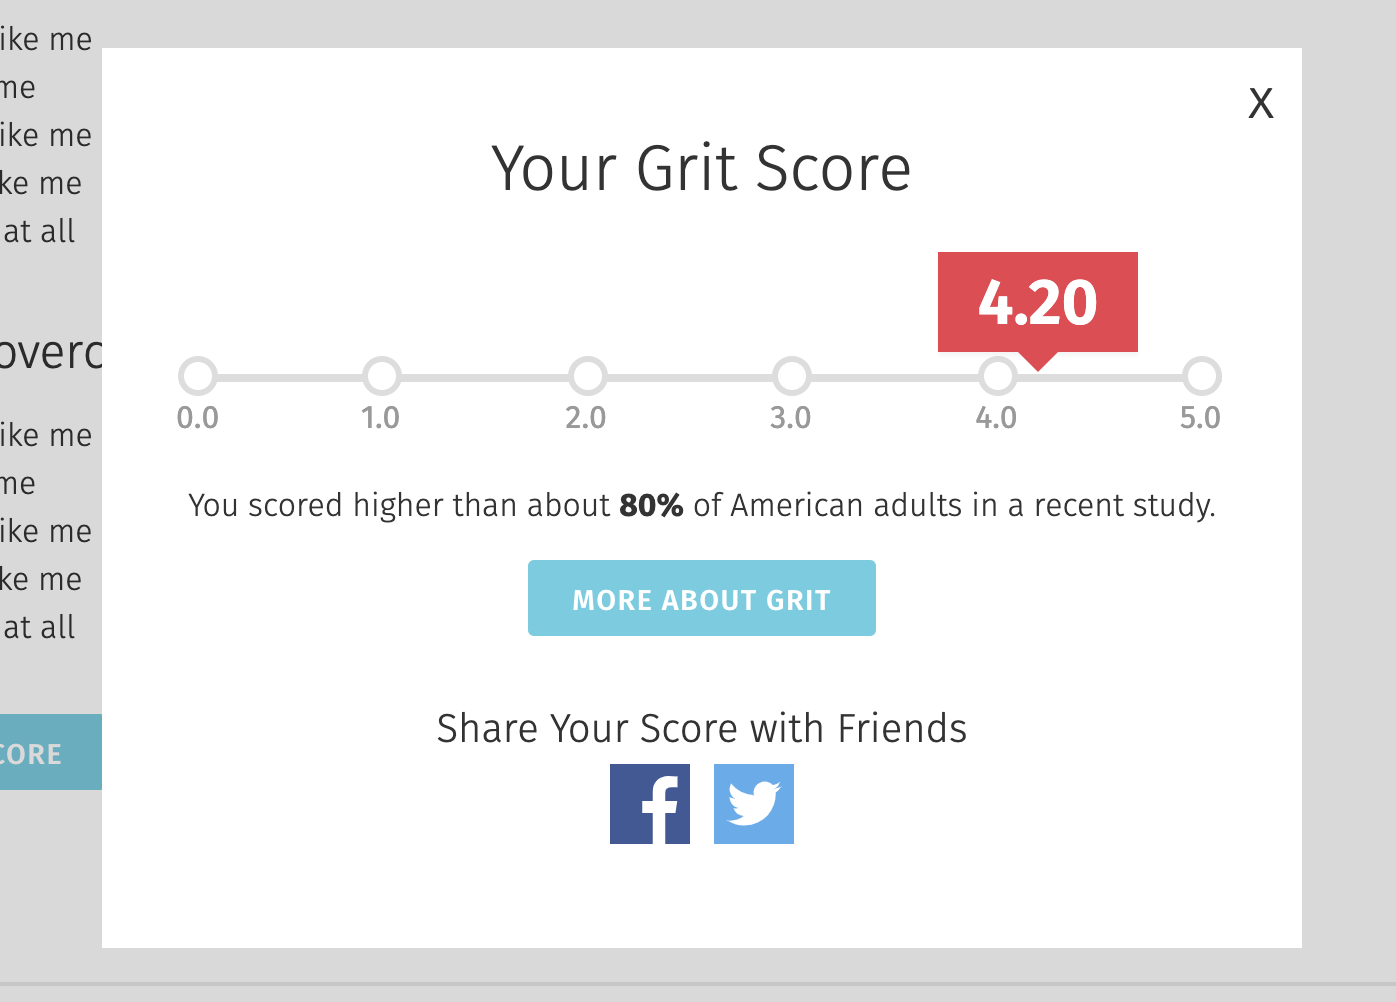 ike me
me
ike me
ke me
at all
overc
ike me
me
ike me
ke me
at all
CORE
X
Your Grit Score
4.20
0.0 1.0 2.0 3.0 4.0 5.0
You scored higher than about 80% of American adults in a recent study.
MORE ABOUT GRIT
Share Your Score with Friends